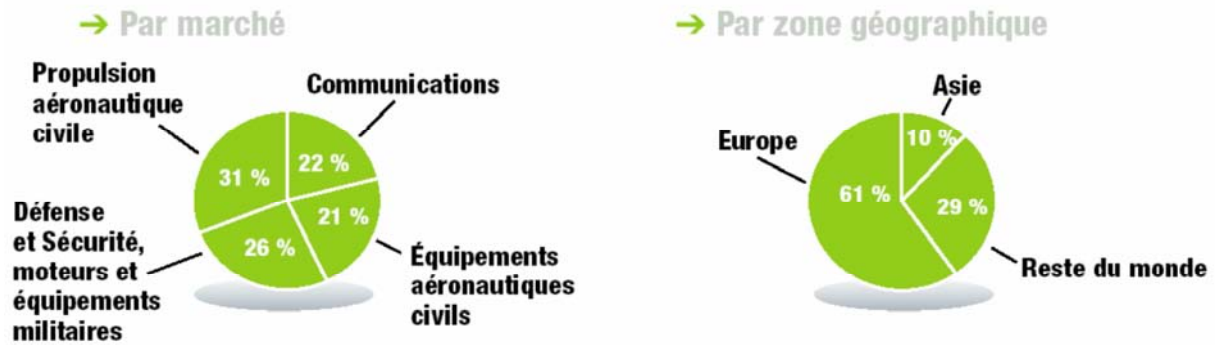 ➔ Par marché
Propulsion
aéronautique
civile
Communications
31 %
22 %
21 %
26 %
Défense
et Sécurité,
moteurs et
équipements
militaires
Équipements
aéronautiques
civils
➔ Par zone géographique
Asie
Europe
10 %
61 %
29 %
Reste du monde